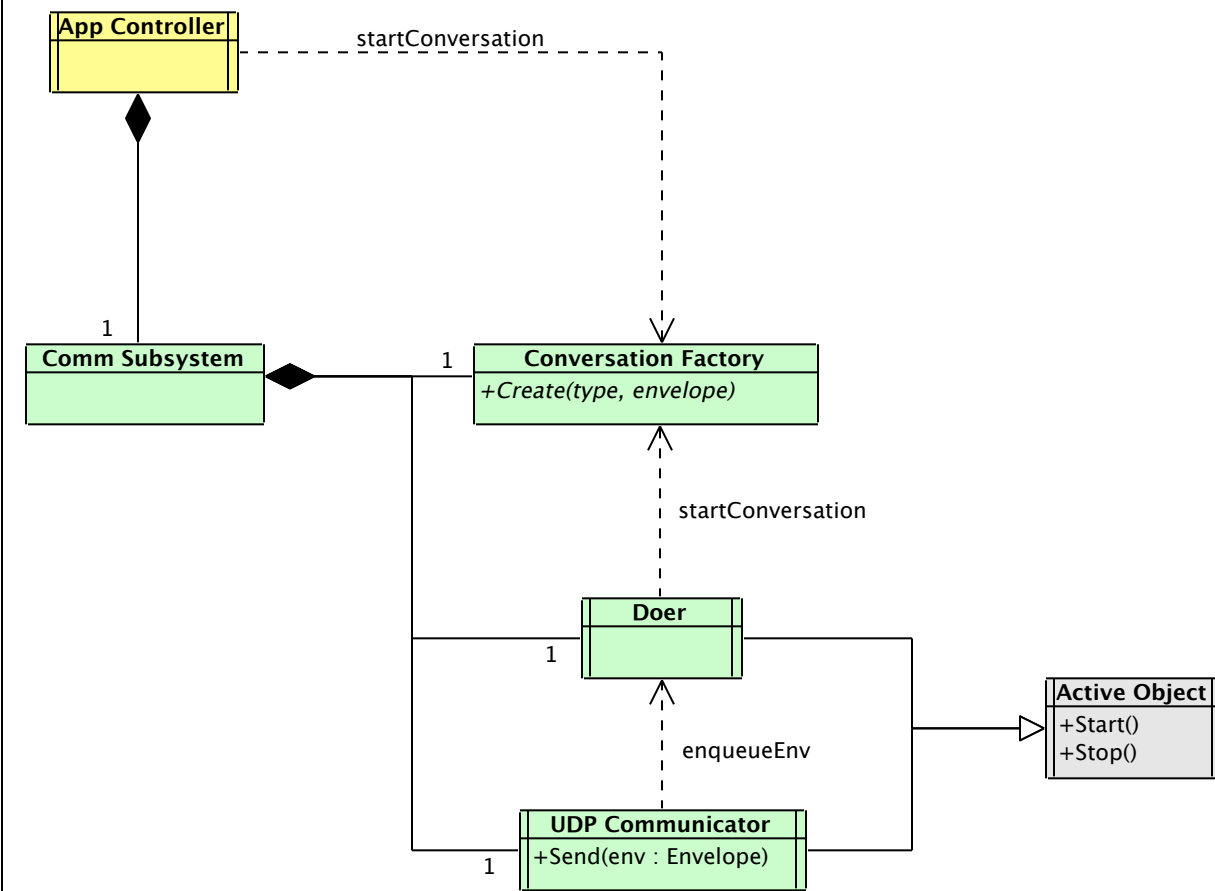 App Controller
startConversation
1
Comm Subsystem
1
Conversation Factory
+Create(type, envelope)
startConversation
Doer
1
Active Object
+Start()
+Stop()
enqueueEnv
UDP Communicator
+Send(env : Envelope)
1